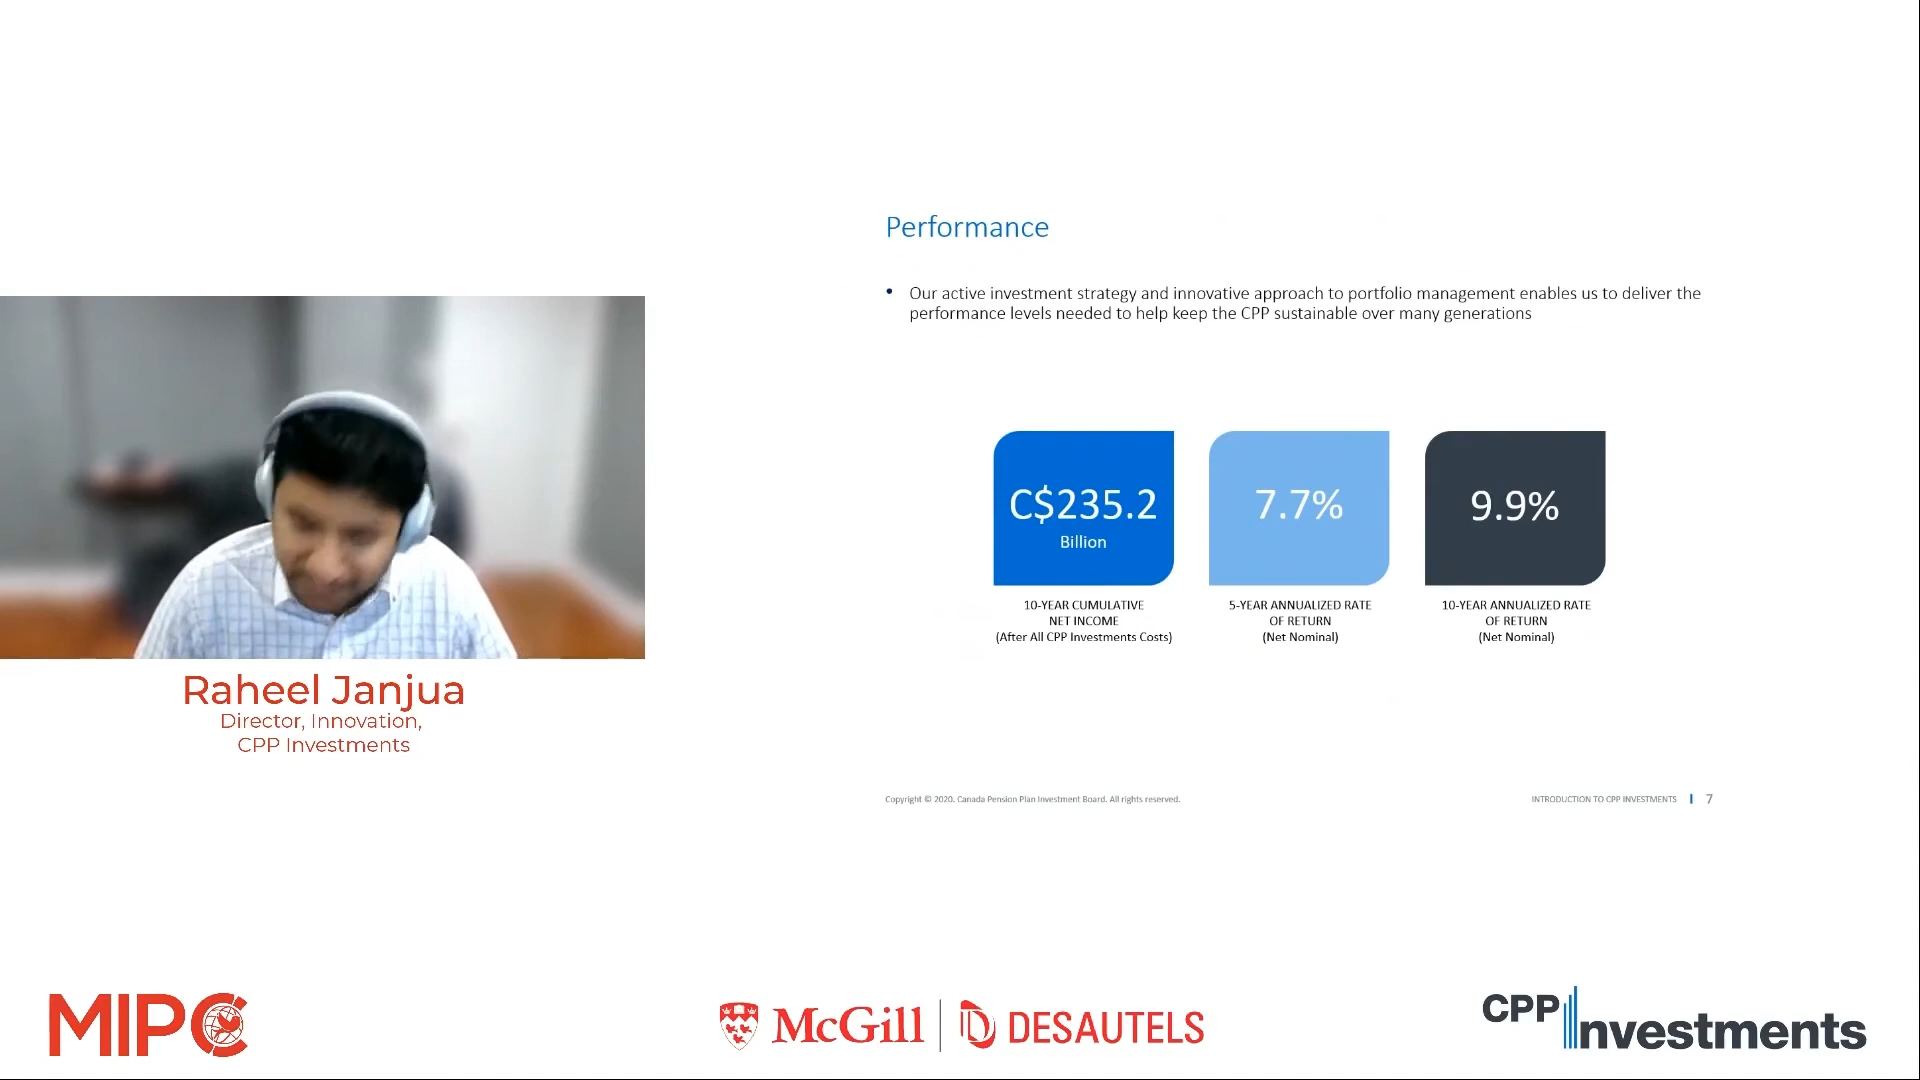 Performance
• Our active investment strategy and innovative approach to portfolio management enables us to deliver the
performance levels needed to help keep the CPP sustainable over many generations
C$235.2
Billion
10-YEAR CUMULATIVE
NET INCOME
(After All CPP Investments Costs)
7.7%
5-YEAR ANNUALIZED RATE
OF RETURN
(Net Nominal)
9.9%
10-YEAR ANNUALIZED RATE
OF RETURN
(Net Nominal)
Raheel Janjua
Director, Innovation,
CPP Investments
Copyright © 2020. Canada Pension Plan Investment Board. All rights reserved.
INTRODUCTION TO CPP INVESTMENTS | 7
MIPC
McGill | DESAUTELS
CPP Investments